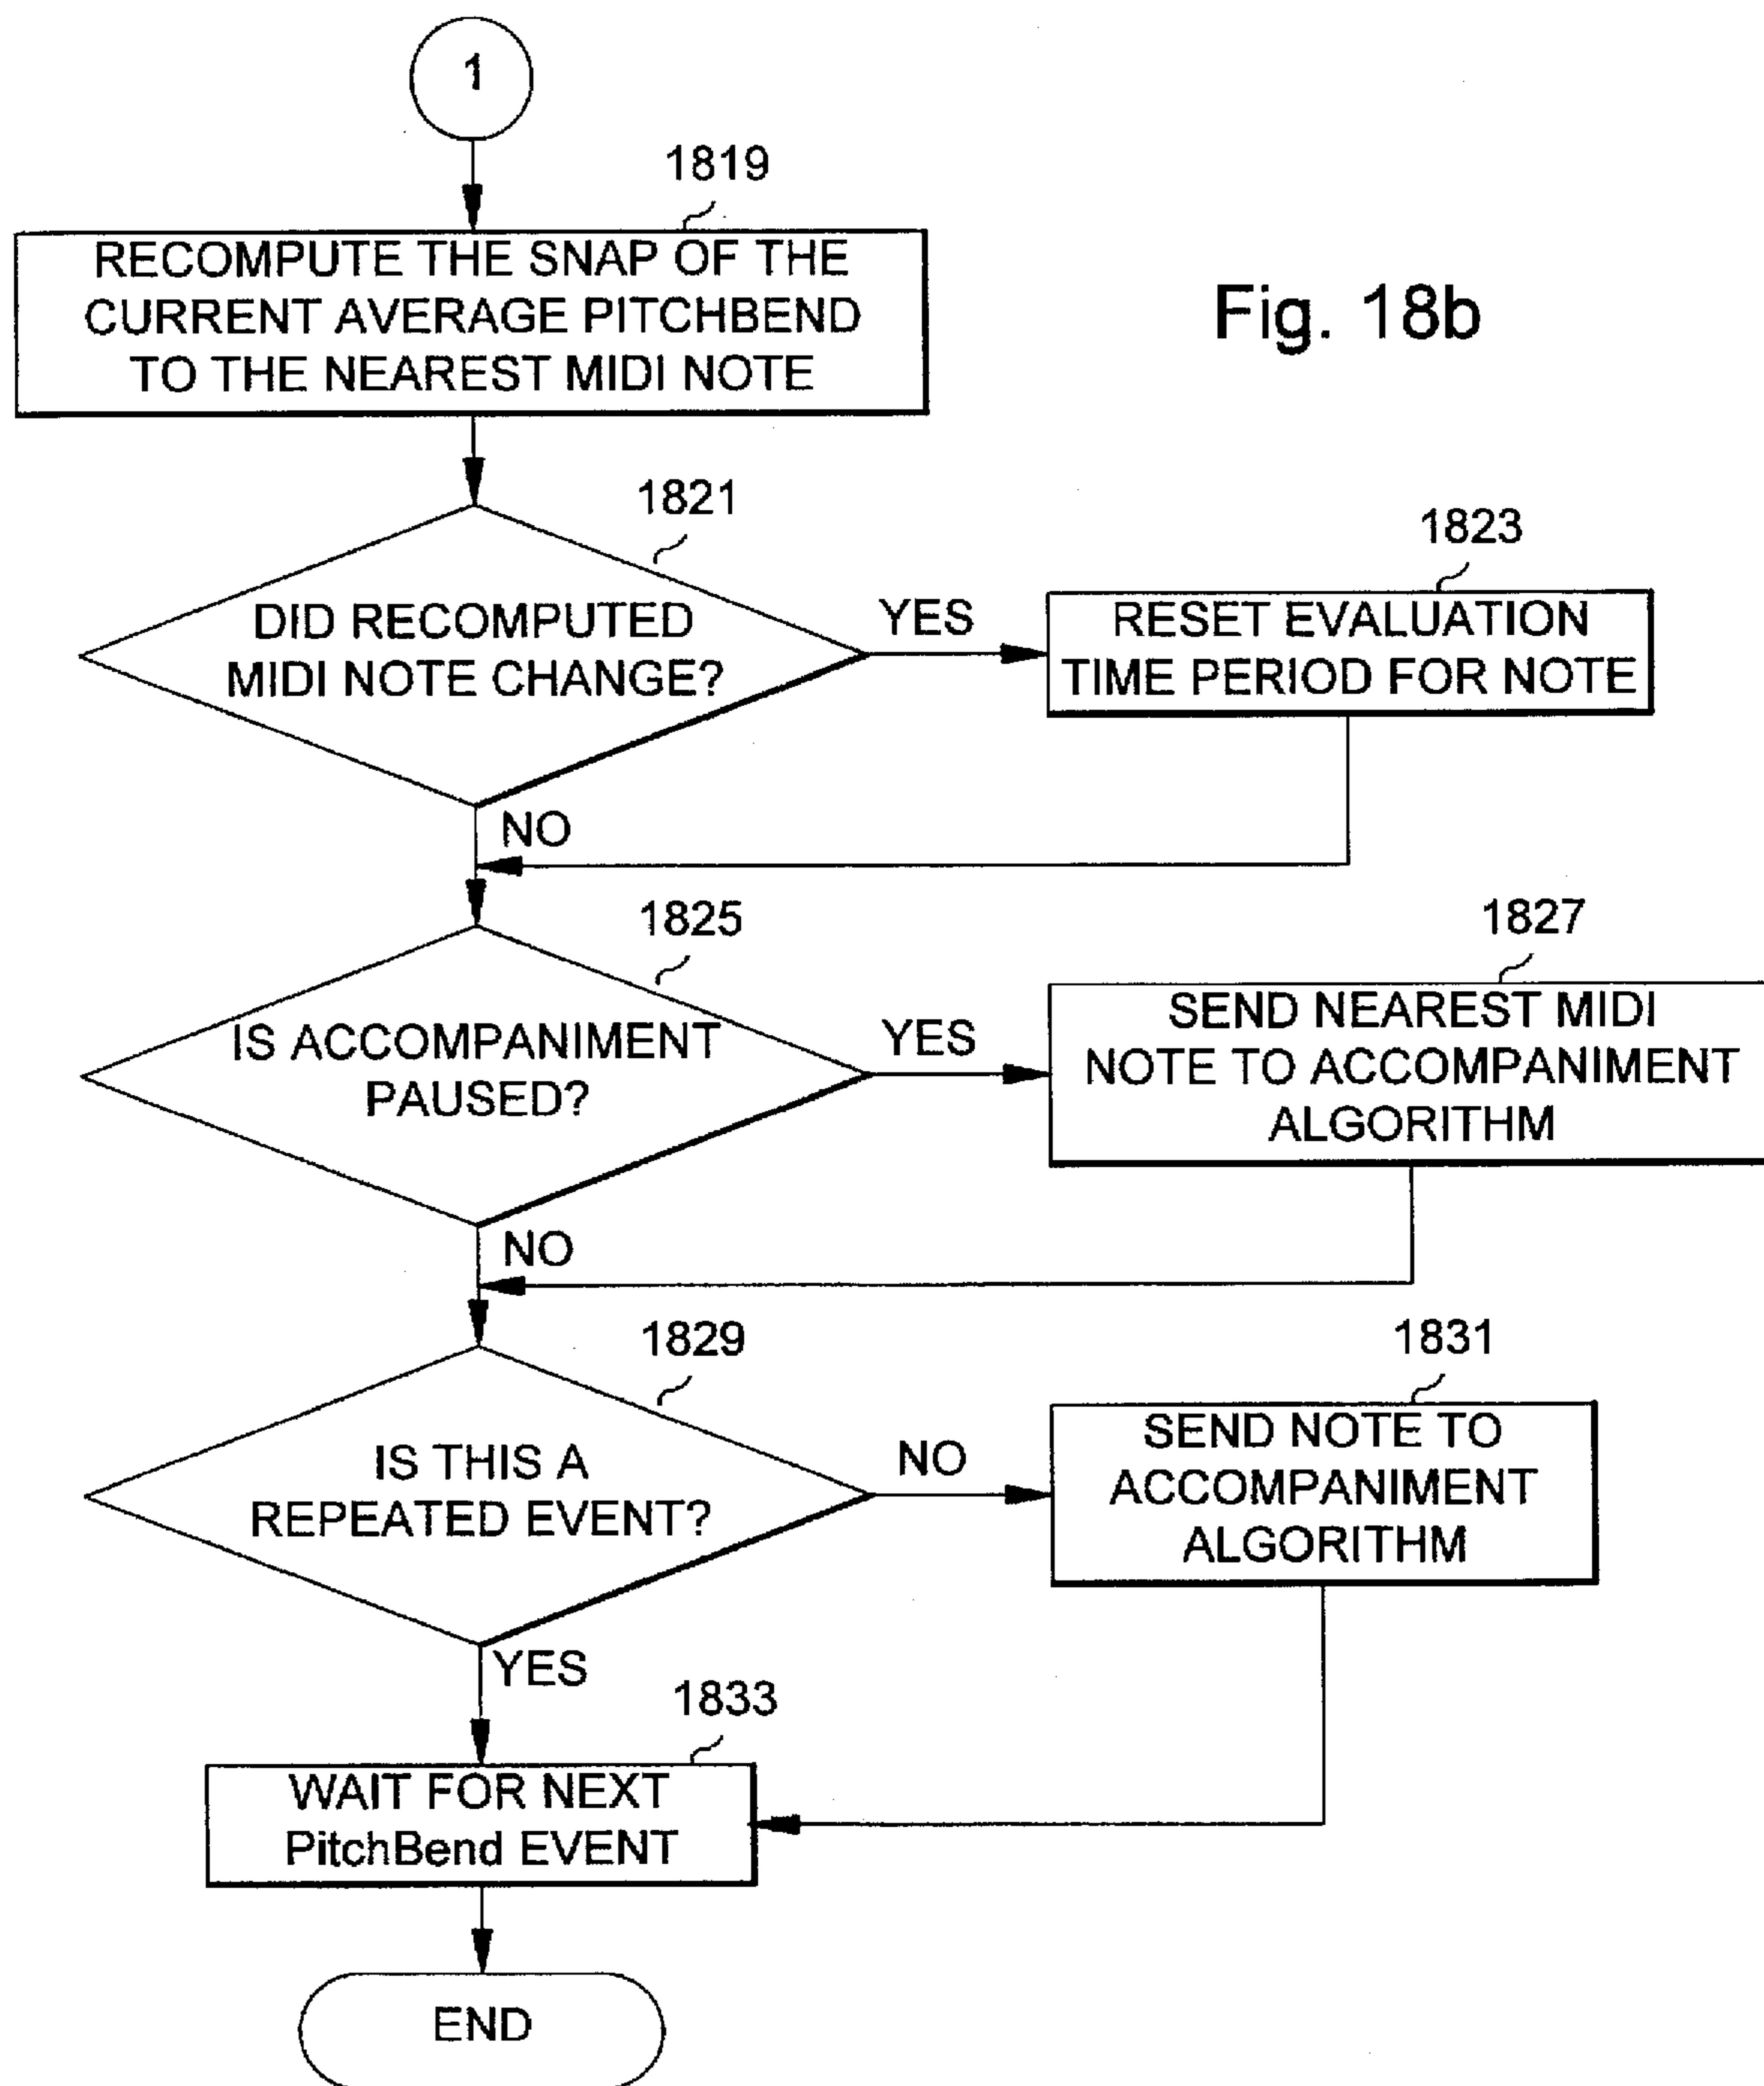 1
1819
RECOMPUTE THE SNAP OF THE
CURRENT AVERAGE PITCHBEND
TO THE NEAREST MIDI NOTE
Fig. 18b
1821
DID RECOMPUTED
MIDI NOTE CHANGE?
YES
1823
RESET EVALUATION
TIME PERIOD FOR NOTE
NO
1825
IS ACCOMPANIMENT
PAUSED?
YES
1827
SEND NEAREST MIDI
NOTE TO ACCOMPANIMENT
ALGORITHM
NO
1829
IS THIS A
REPEATED EVENT?
NO
1831
SEND NOTE TO
ACCOMPANIMENT
ALGORITHM
YES
1833
WAIT FOR NEXT
PitchBend EVENT
END